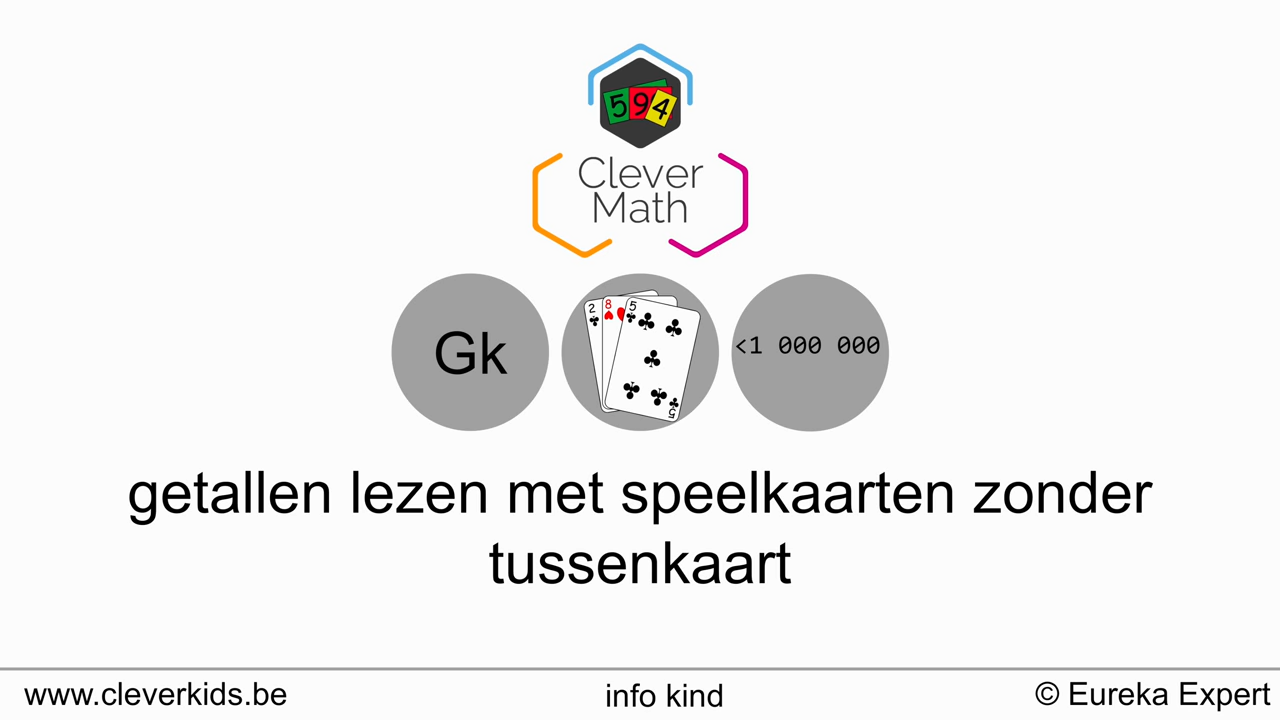 594
Clever
Math
Gk
2 8 5
5
<1 000 000
getallen lezen met speelkaarten zonder
tussenkaart
www.cleverkids.be info kind © Eureka Expert